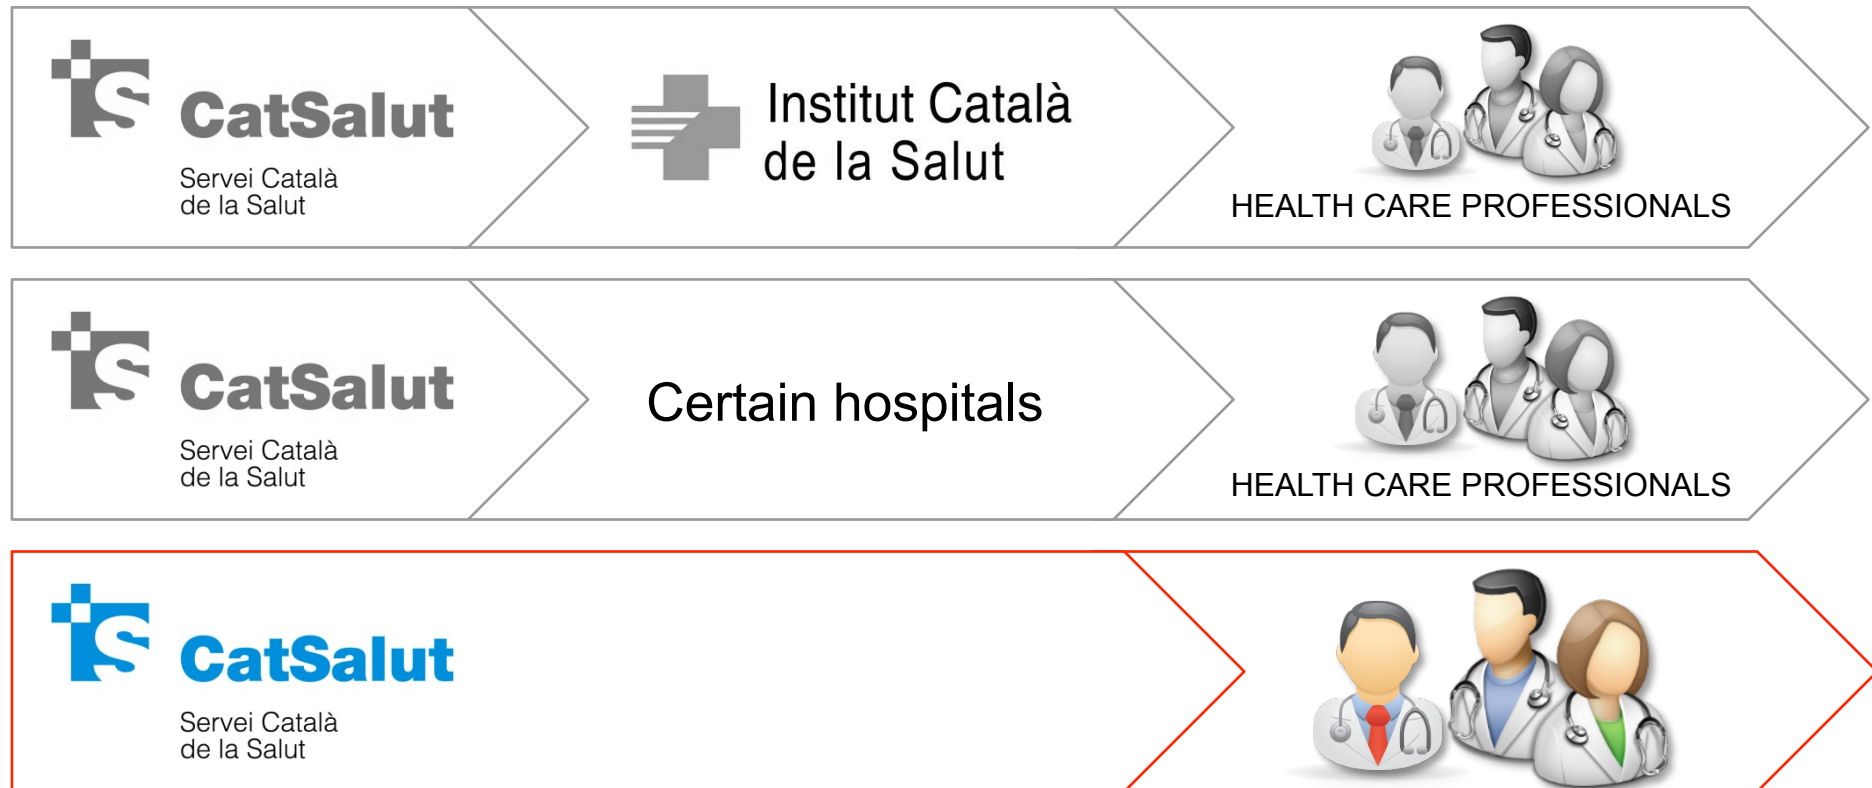 CatSalut
Servei Català
de la Salut
Institut Català
de la Salut
HEALTH CARE PROFESSIONALS
CatSalut
Servei Català
de la Salut
Certain hospitals
HEALTH CARE PROFESSIONALS
CatSalut
Servei Català
de la Salut